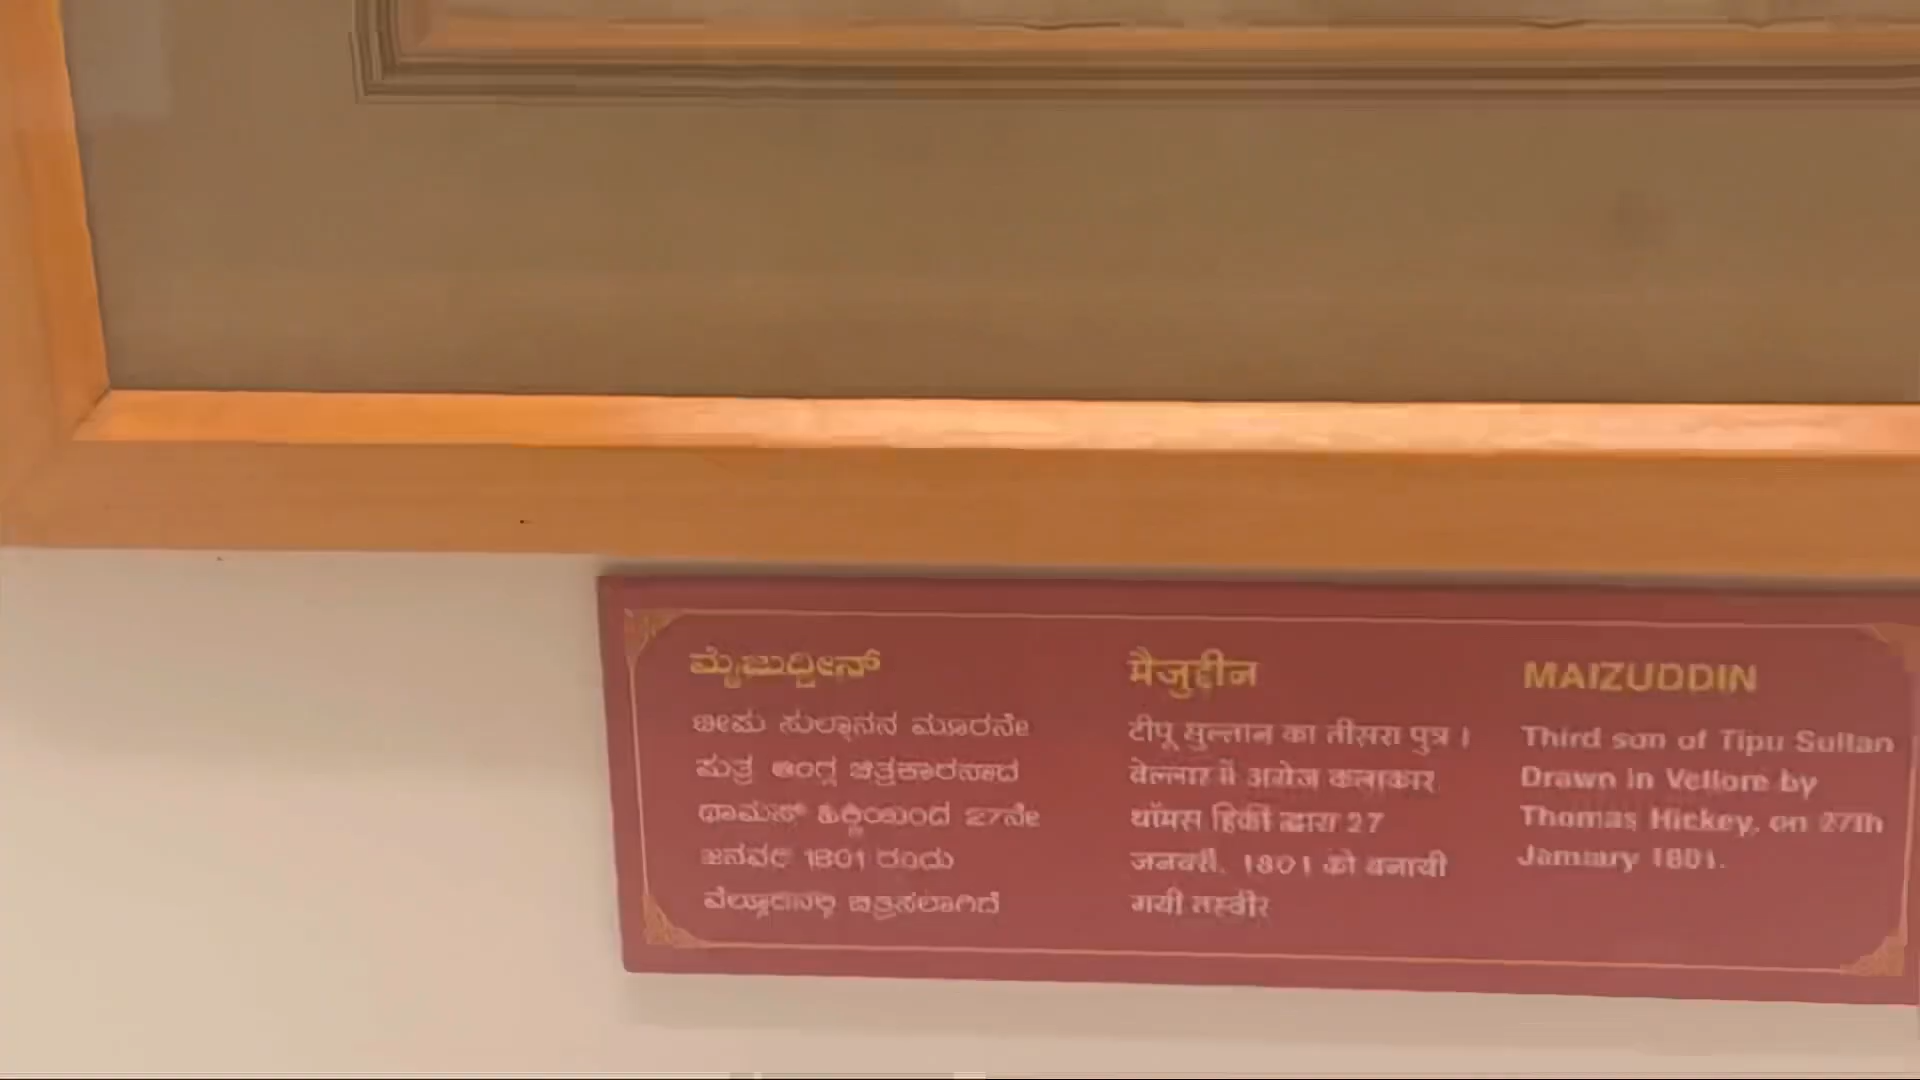 ಮೈಜುದ್ದೀನ್
ಟೀಪು ಸುಲ್ತಾನನ ಮೂರನೇ
ಪುತ್ರ ಆಂಗ್ಲ ಚಿತ್ರಕಾರನಾದ
ಥಾಮಸ್ ಹಿಕ್ಕಿಯಿಂದ 27ನೇ
ಜನವರಿ 1801 ರಂದು
ಚಿತ್ರಿಸಲಾಗಿದೆ
मैजुद्दीन
टीपू सुल्तान का तीसरा पुत्र ।
वेल्लोर में अंग्रेज कलाकार
थॉमस हिकी द्वारा 27
जनवरी, 1801 को बनायी
गयी तस्वीर
MAIZUDDIN
Third son of Tipu Sultan
Drawn in Vellore by
Thomas Hickey, on 27th
January 1801.